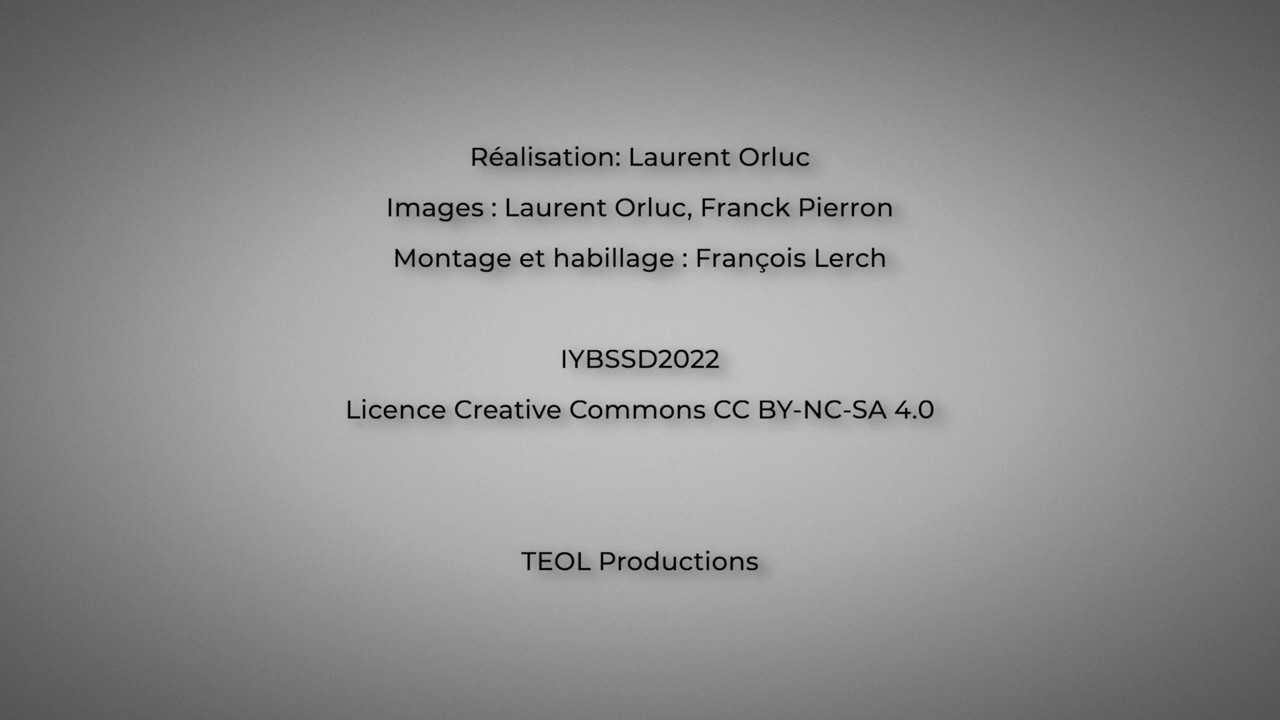 Réalisation: Laurent Orluc
Images : Laurent Orluc, Franck Pierron
Montage et habillage : François Lerch
IYBSSD2022
Licence Creative Commons CC BY-NC-SA 4.0
TEOL Productions